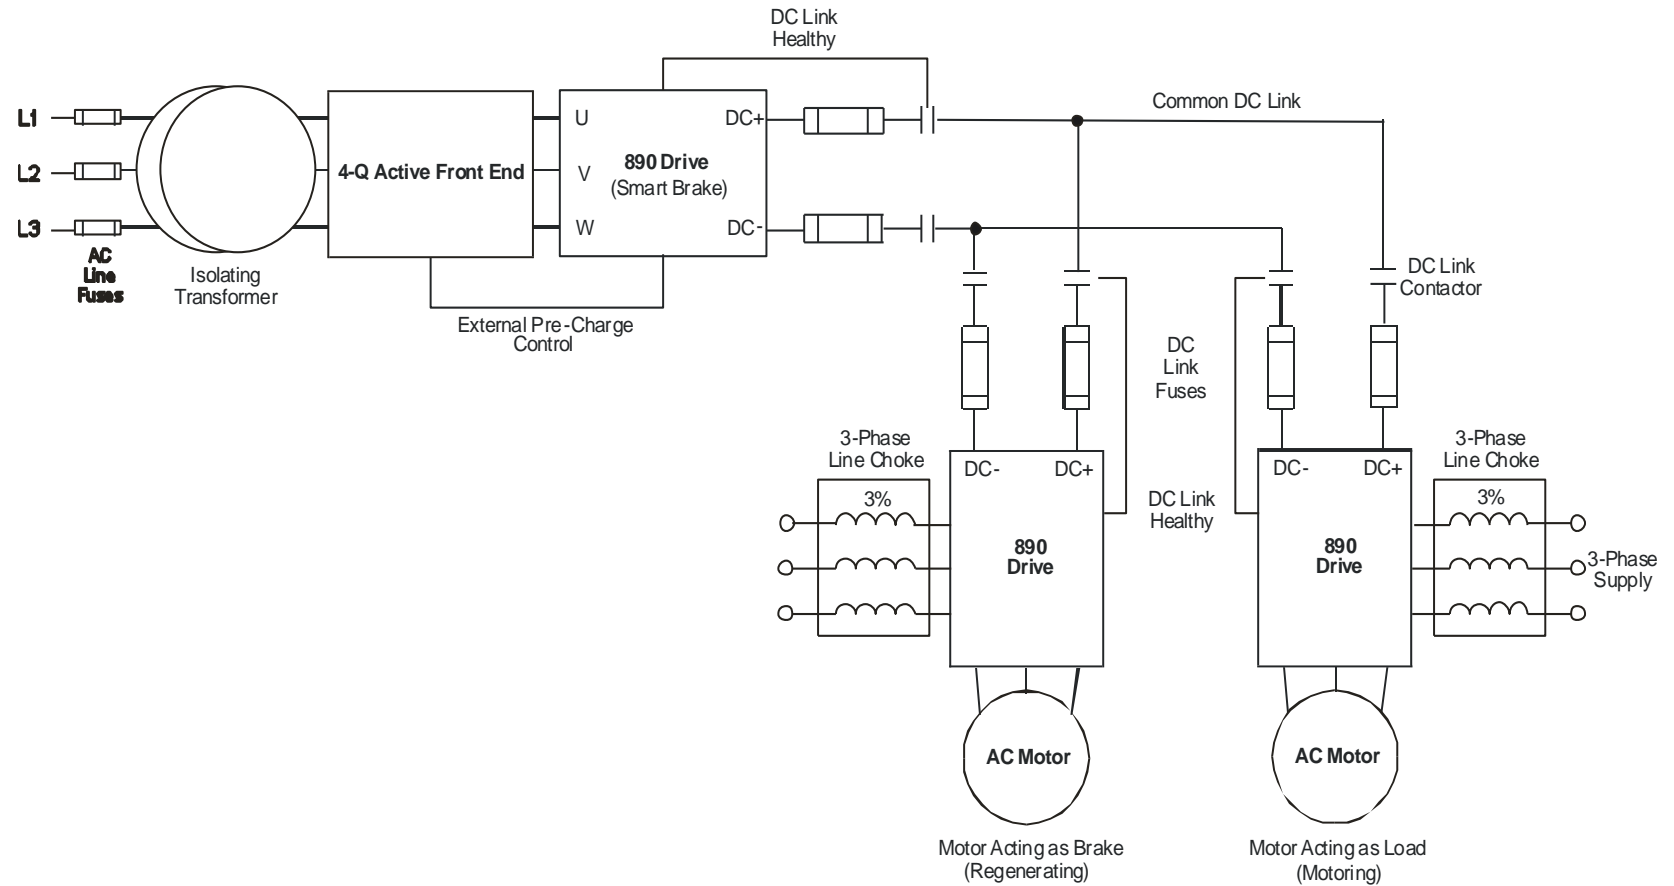 DC Link
Healthy
Common DC Link
L1
L2
L3
AC
Line
Fuses
Isolating
Transformer
4-Q Active Front End
External Pre-Charge
Control
U
V
W
890 Drive
(Smart Brake)
DC+
DC-
DC Link
Contactor
DC
Link
Fuses
3-Phase
Line Choke
3%
DC-
DC+
890
Drive
DC Link
Healthy
DC-
DC+
890
Drive
3-Phase
Line Choke
3%
3-Phase
Supply
AC Motor
Motor Acting as Brake
(Regenerating)
AC Motor
Motor Acting as Load
(Motoring)